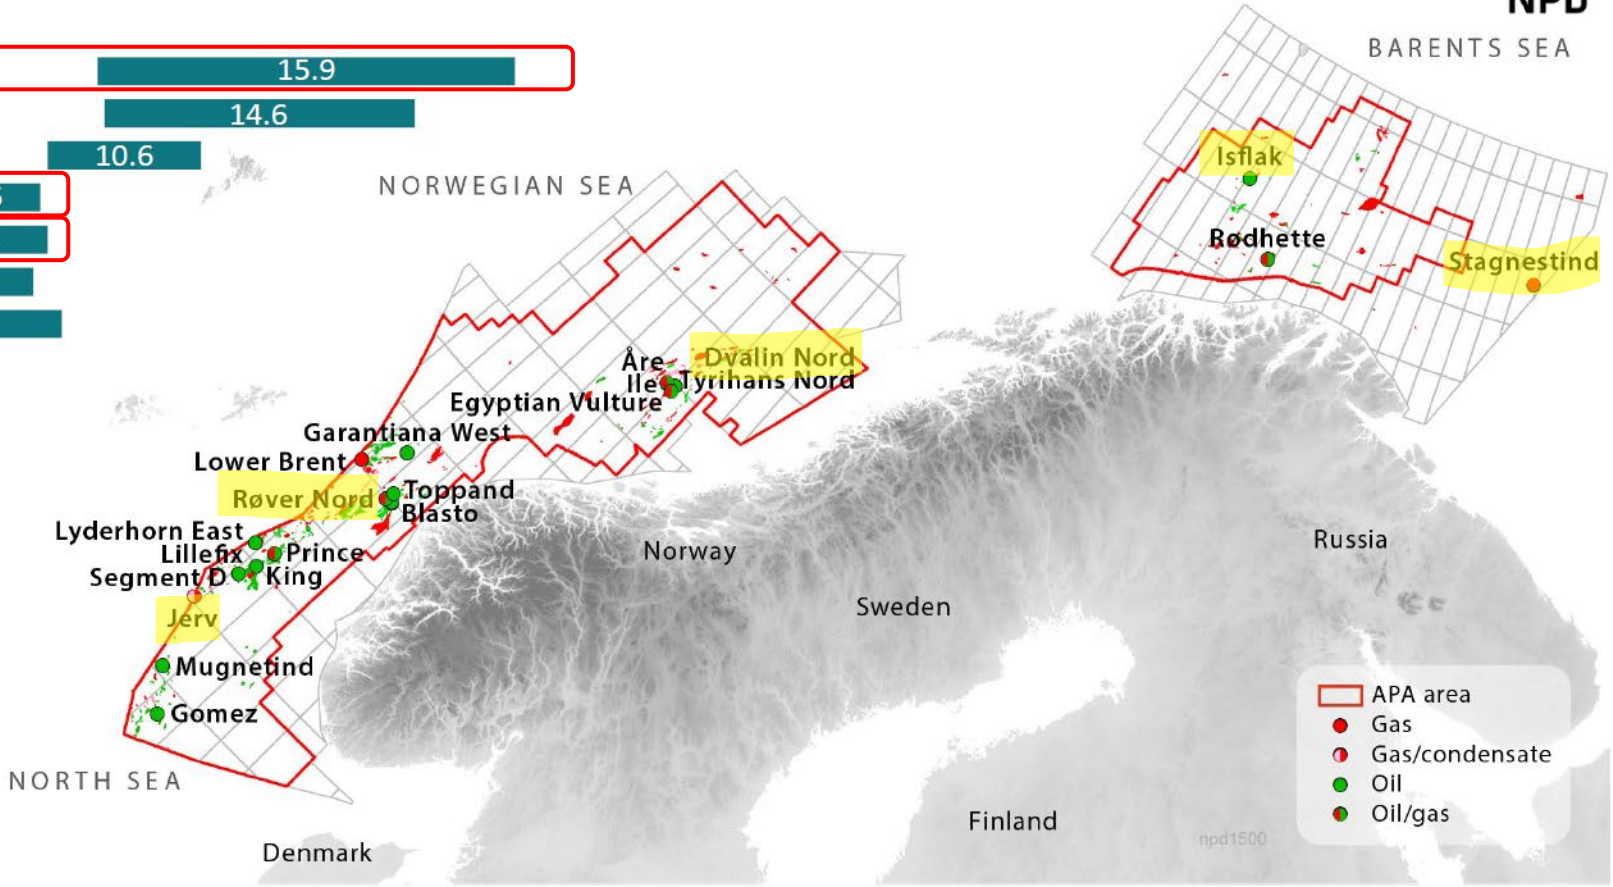 NPD
BARENTS SEA
15.9
14.6
10.6
NORWEGIAN SEA
Isflak
Rødhette
Stagnestind
Åre
Dvalin Nord
Ile
Tyrihans Nord
Egyptian Vulture
Garantiana West
Lower Brent
Røver Nord
Toppand
Blasto
Lyderhorn East
Lillefix
Prince
Segment D
King
Jerv
Mugnetind
Gomez
NORTH SEA
Norway
Sweden
Russia
Finland
Denmark
APA area
Gas
Gas/condensate
Oil
Oil/gas
npd1500